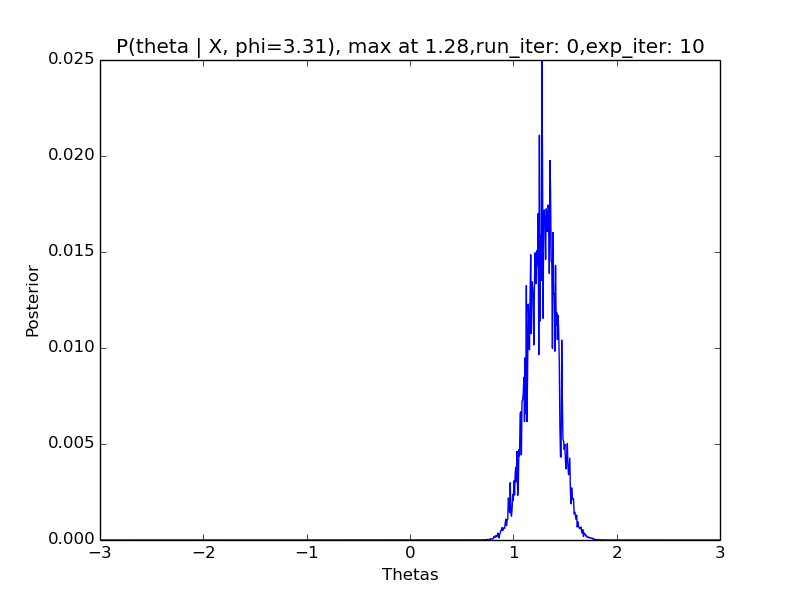 P(theta | X, phi=3.31), max at 1.28,run_iter: 0,exp_iter: 10
0.025
0.020
0.015
0.010
0.005
0.000
Posterior
−3 −2 −1 0 1 2 3
Thetas